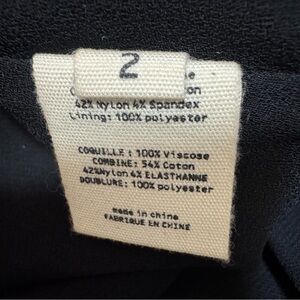 2
42% Nylon 4% Spandex
Lining: 100% polyester
COQUILLE : 100% Viscose
COMBINE: 54% Coton
42%Nylon 4% ELASTHANNE
DOUBLURE: 100% polyester
made in china
FABRIQUE EN CHINE